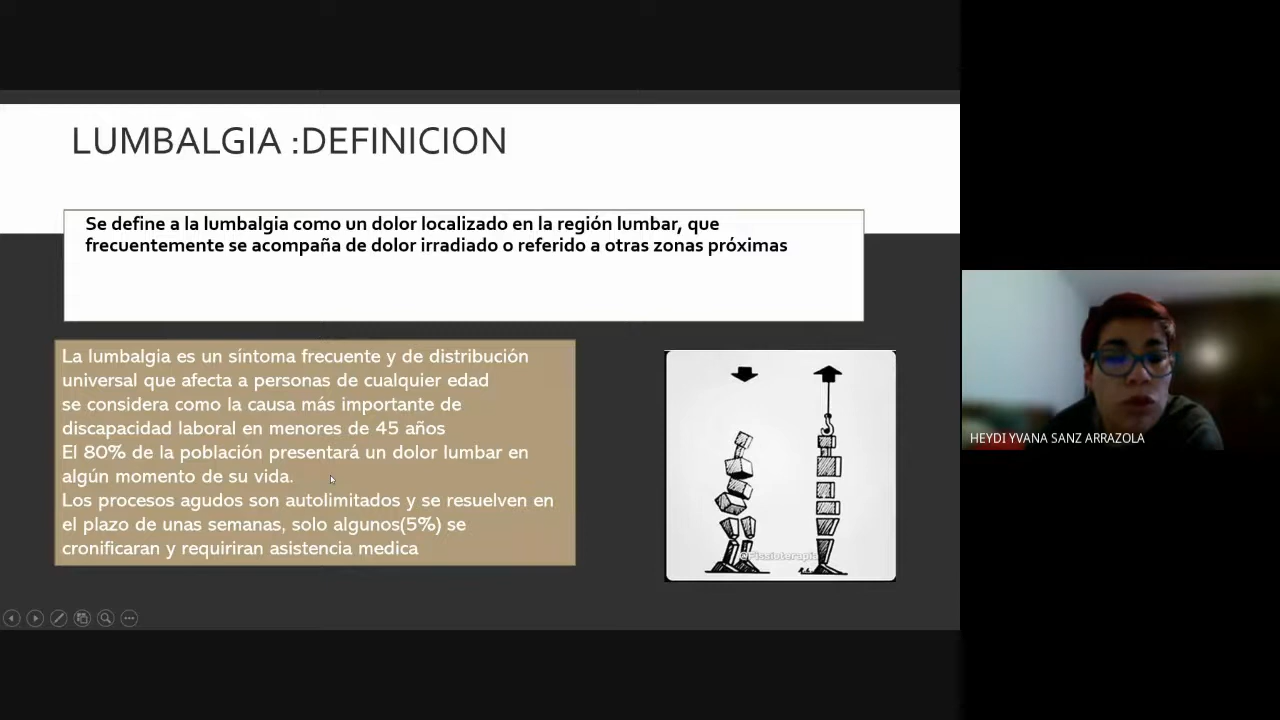 LUMBALGIA :DEFINICION
Se define a la lumbalgia como un dolor localizado en la región lumbar, que
frecuentemente se acompaña de dolor irradiado o referido a otras zonas próximas
La lumbalgia es un síntoma frecuente y de distribución
universal que afecta a personas de cualquier edad
se considera como la causa más importante de
discapacidad laboral en menores de 45 años
El 80% de la población presentará un dolor lumbar en
algún momento de su vida.
Los procesos agudos son autolimitados y se resuelven en
el plazo de unas semanas, solo algunos(5%) se
cronificaran y requiriran asistencia medica
@Fissioterapia
HEYDI YVANA SANZ ARRAZOLA